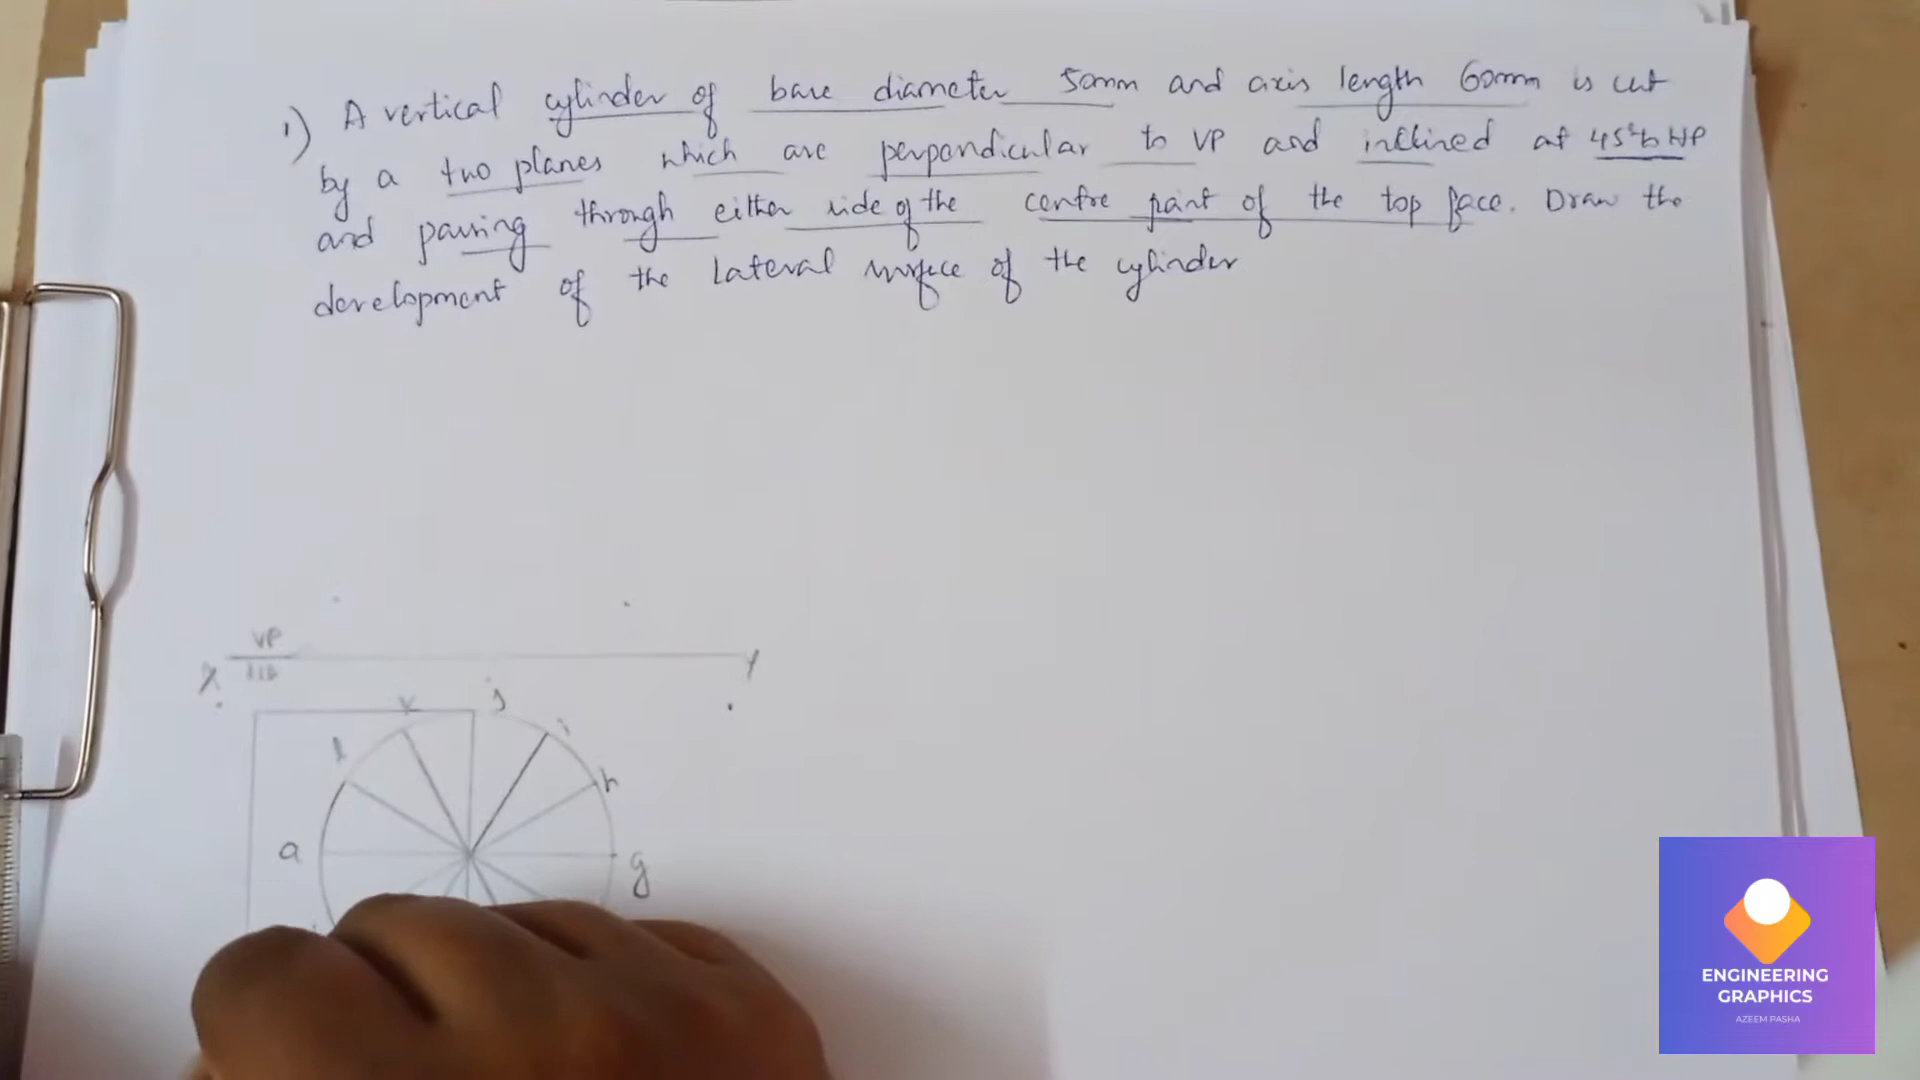 1) A vertical cylinder of base diameter 50mm and axis length 60mm is cut
by a two planes which are perpendicular to VP and inclined at 45° to HP
and passing through either side of the centre point of the top face. Draw the
development of the lateral surface of the cylinder
VP
X HP Y
k j
l i
h
a g
ENGINEERING
GRAPHICS
AZEEM PASHA